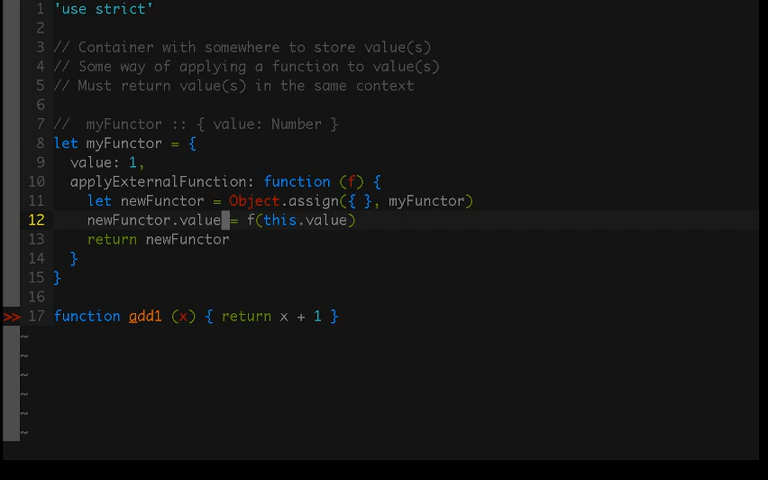 1 'use strict'
2
3 // Container with somewhere to store value(s)
4 // Some way of applying a function to value(s)
5 // Must return value(s) in the same context
6
7 //  myFunctor :: { value: Number }
8 let myFunctor = {
9   value: 1,
10   applyExternalFunction: function (f) {
11     let newFunctor = Object.assign({ }, myFunctor)
12     newFunctor.value = f(this.value)
13     return newFunctor
14   }
15 }
16
>> 17 function add1 (x) { return x + 1 }
~
~
~
~
~
~